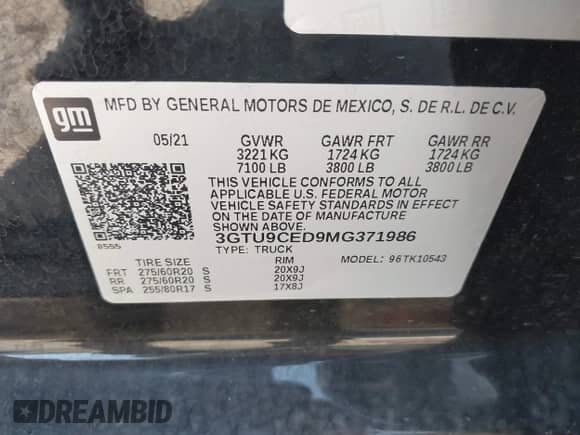 gm
MFD BY GENERAL MOTORS DE MEXICO, S. DE R.L. DE C.V.
05/21 GVWR GAWR FRT GAWR RR
3221 KG 1724 KG 1724 KG
7100 LB 3800 LB 3800 LB
THIS VEHICLE CONFORMS TO ALL
APPLICABLE U.S. FEDERAL MOTOR
VEHICLE SAFETY STANDARDS IN EFFECT
ON THE DATE OF MANUFACTURE
SHOWN ABOVE.
3GTU9CED9MG371986
8555 TYPE: TRUCK MODEL: 96TK10543
TIRE SIZE RIM
FRT 275/60R20 S 20X9J
RR 275/60R20 S 20X9J
SPA 255/80R17 S 17X8J
DREAMBID